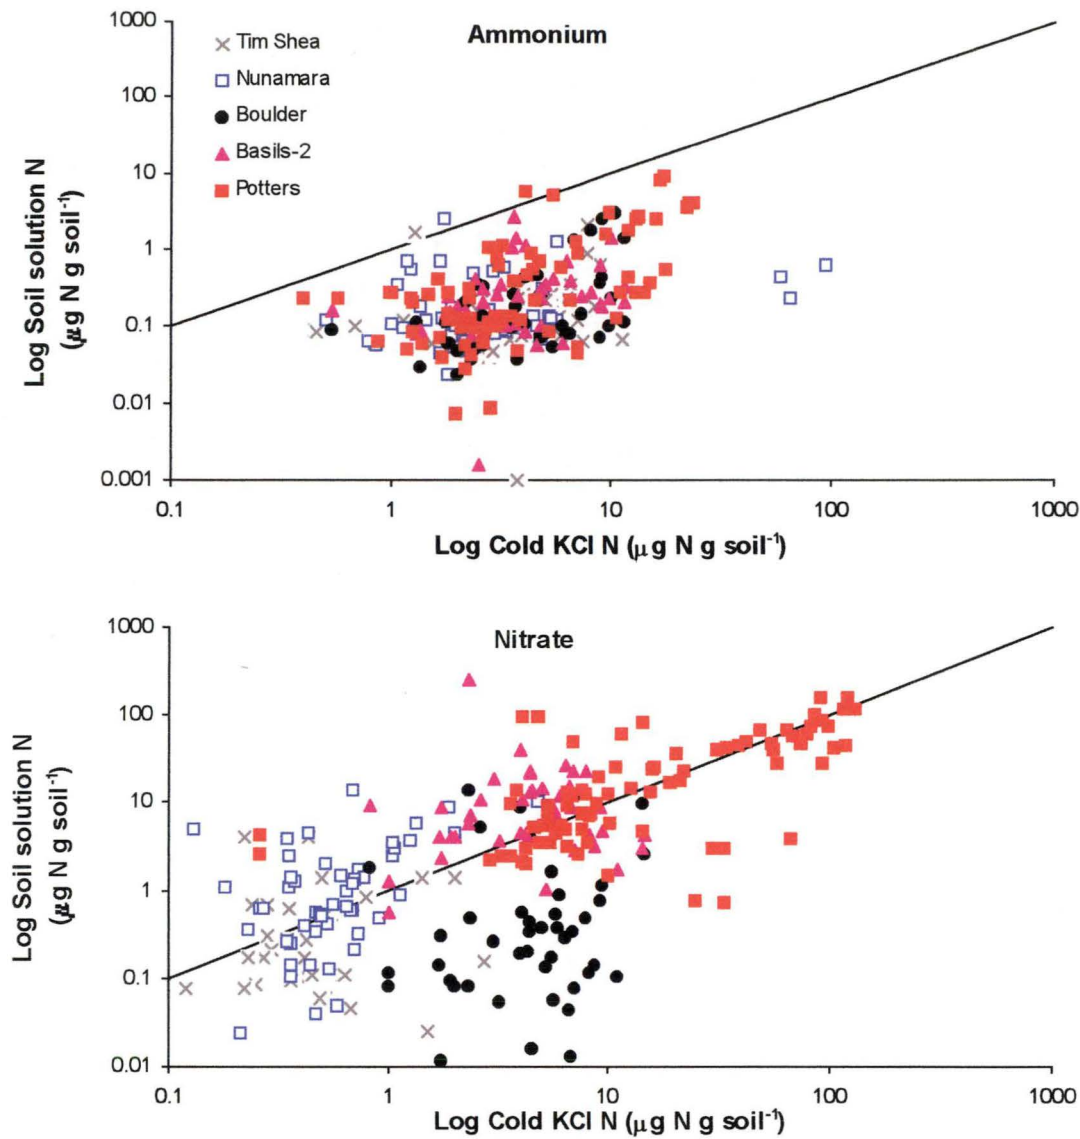 Ammonium
Tim Shea
Nunamara
Boulder
Basils-2
Potters
Log Soil solution N
(μg N g soil⁻¹)
1000
100
10
1
0.1
0.01
0.001
0.1
1
10
100
1000
Log Cold KCl N (μg N g soil⁻¹)
Nitrate
Log Soil solution N
(μg N g soil⁻¹)
1000
100
10
1
0.1
0.01
0.1
1
10
100
1000
Log Cold KCl N (μg N g soil⁻¹)